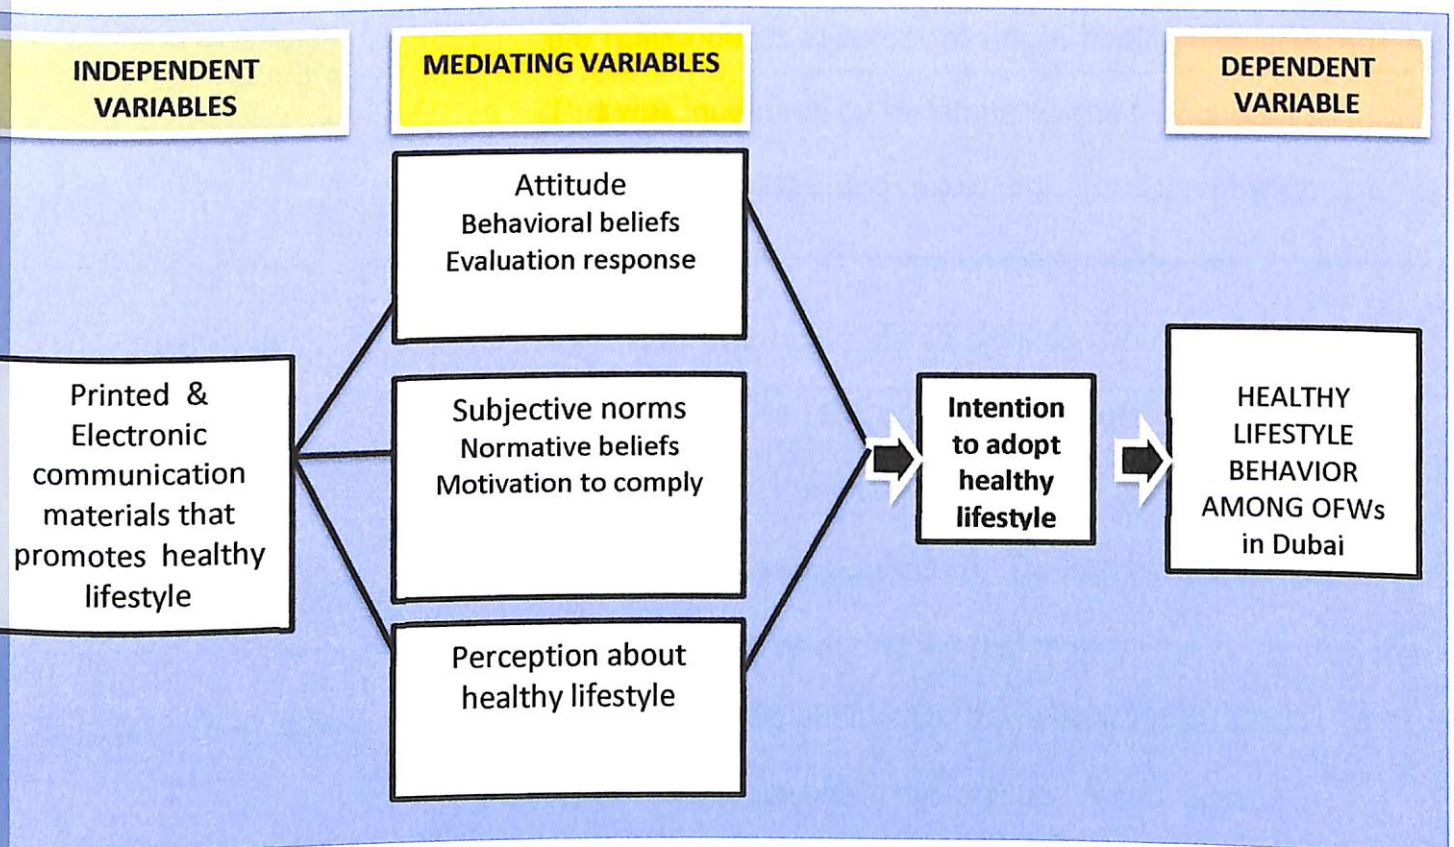 INDEPENDENT
VARIABLES
MEDIATING VARIABLES
DEPENDENT
VARIABLE
Printed &
Electronic
communication
materials that
promotes healthy
lifestyle
Attitude
Behavioral beliefs
Evaluation response
Subjective norms
Normative beliefs
Motivation to comply
Perception about
healthy lifestyle
Intention
to adopt
healthy
lifestyle
HEALTHY
LIFESTYLE
BEHAVIOR
AMONG OFWs
in Dubai